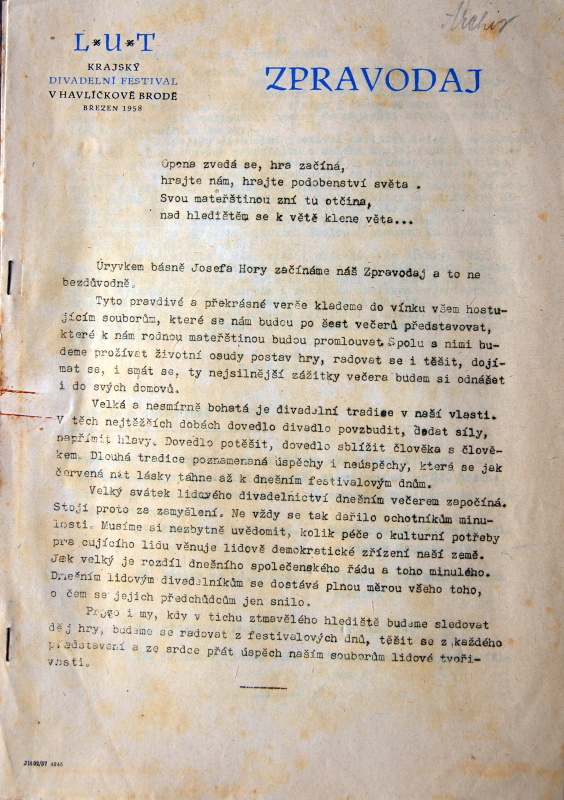 Archiv
L*U*T
KRAJSKÝ
DIVADELNÍ FESTIVAL
V HAVLÍČKOVĚ BRODĚ
BŘEZEN 1958
ZPRAVODAJ
Opona zvedá se, hra začíná,
hrajte nám, hrajte podobenství světa .
Svou mateřštinou zní tu otčina,
nad hledištěm se k větě klene věta...
Úryvkem básně Josefa Hory začínáme náš Zpravodaj a to ne
bezdůvodně.
Tyto pravdivé a překrásné verše klademe do vínku všem hostu-
jícím souborům, které se nám budou po šest večerů představovat,
které k nám rodnou mateřštinou budou promlouvat.Spolu s nimi bu-
deme prožívat životní osudy postav hry, radovat se i těšit, dojí-
mat se, i smát se, ty nejsilnější zážitky večera budem si odnášet
i do svých domovů.
Velká a nesmírně bohatá je divadelní tradice v naší vlasti.
V těch nejtěžších dobách dovedlo divadlo povzbudit, dodat síly,
napřímit hlavy. Dovedlo potěšit, dovedlo sblížit člověka s člově-
kem. Dlouhá tradice poznamenaná úspěchy i neúspěchy, která se jak
červená nit lásky táhne až k dnešním festivalovým dnům.
Velký svátek lidového divadelnictví dnešním večerem započíná.
Stojí proto za zamyšlení. Ne vždy se tak dařilo ochotníkům minu-
losti. Musíme si nezbytně uvědomit, kolik péče o kulturní potřeby
pra cujícího lidu věnuje lidově demokratické zřízení naší země.
Jak velký je rozdíl dnešního společenského řádu a toho minulého.
Dnešním lidovým divadelníkům se dostává plnou měrou všeho toho,
o čem se jejich předchůdcům jen snilo.
Proto i my, kdy v tichu ztmavělého hlediště budeme sledovat
děj hry, budeme se radovat z festivalových dnů, těšit se z každého
představení a ze srdce přát úspěch naším souborům lidové tvoři-
vosti.